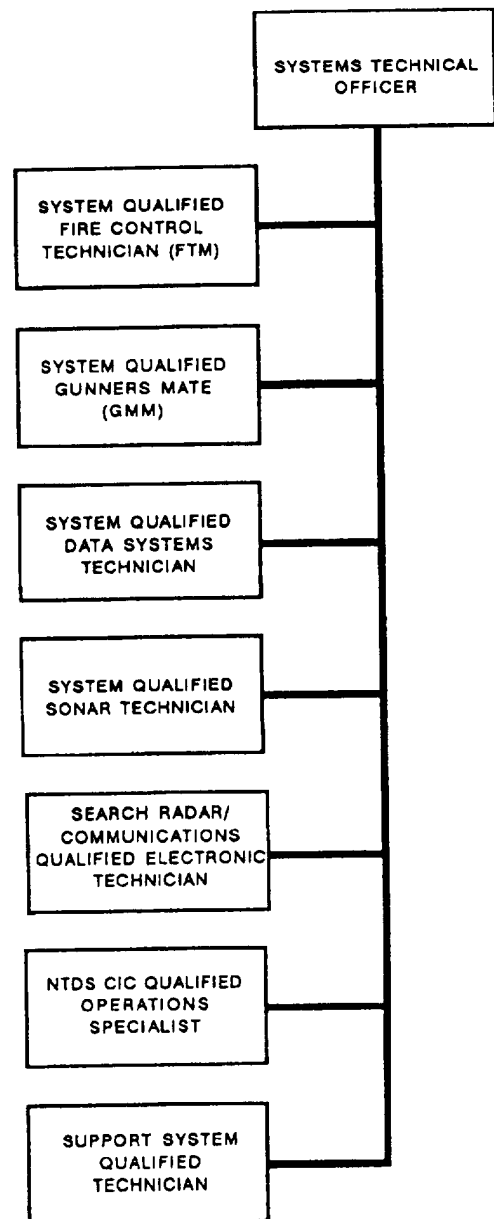 SYSTEMS TECHNICAL
OFFICER
SYSTEM QUALIFIED
FIRE CONTROL
TECHNICIAN (FTM)
SYSTEM QUALIFIED
GUNNERS MATE
(GMM)
SYSTEM QUALIFIED
DATA SYSTEMS
TECHNICIAN
SYSTEM QUALIFIED
SONAR TECHNICIAN
SEARCH RADAR/
COMMUNICATIONS
QUALIFIED ELECTRONIC
TECHNICIAN
NTDS CIC QUALIFIED
OPERATIONS
SPECIALIST
SUPPORT SYSTEM
QUALIFIED
TECHNICIAN